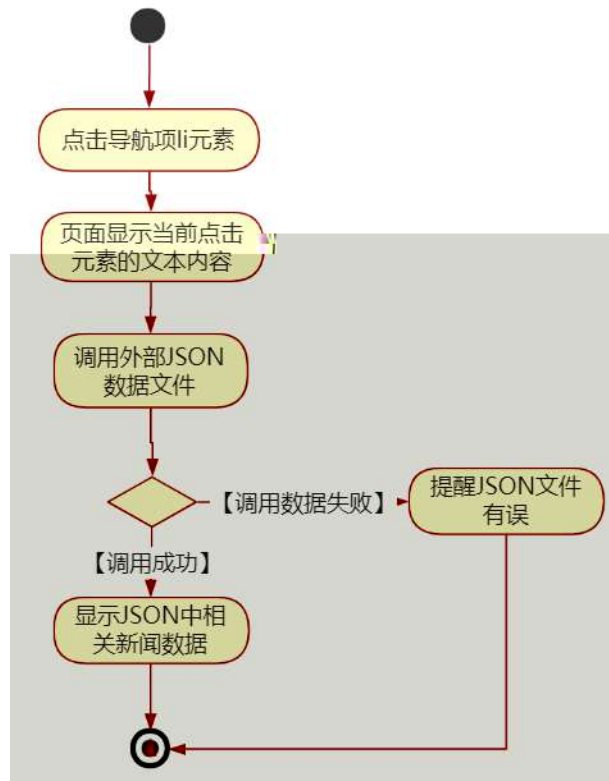 点击导航项li元素
页面显示当前点击
元素的文本内容
调用外部JSON
数据文件
【调用数据失败】
提醒JSON文件
有误
【调用成功】
显示JSON中相
关新闻数据